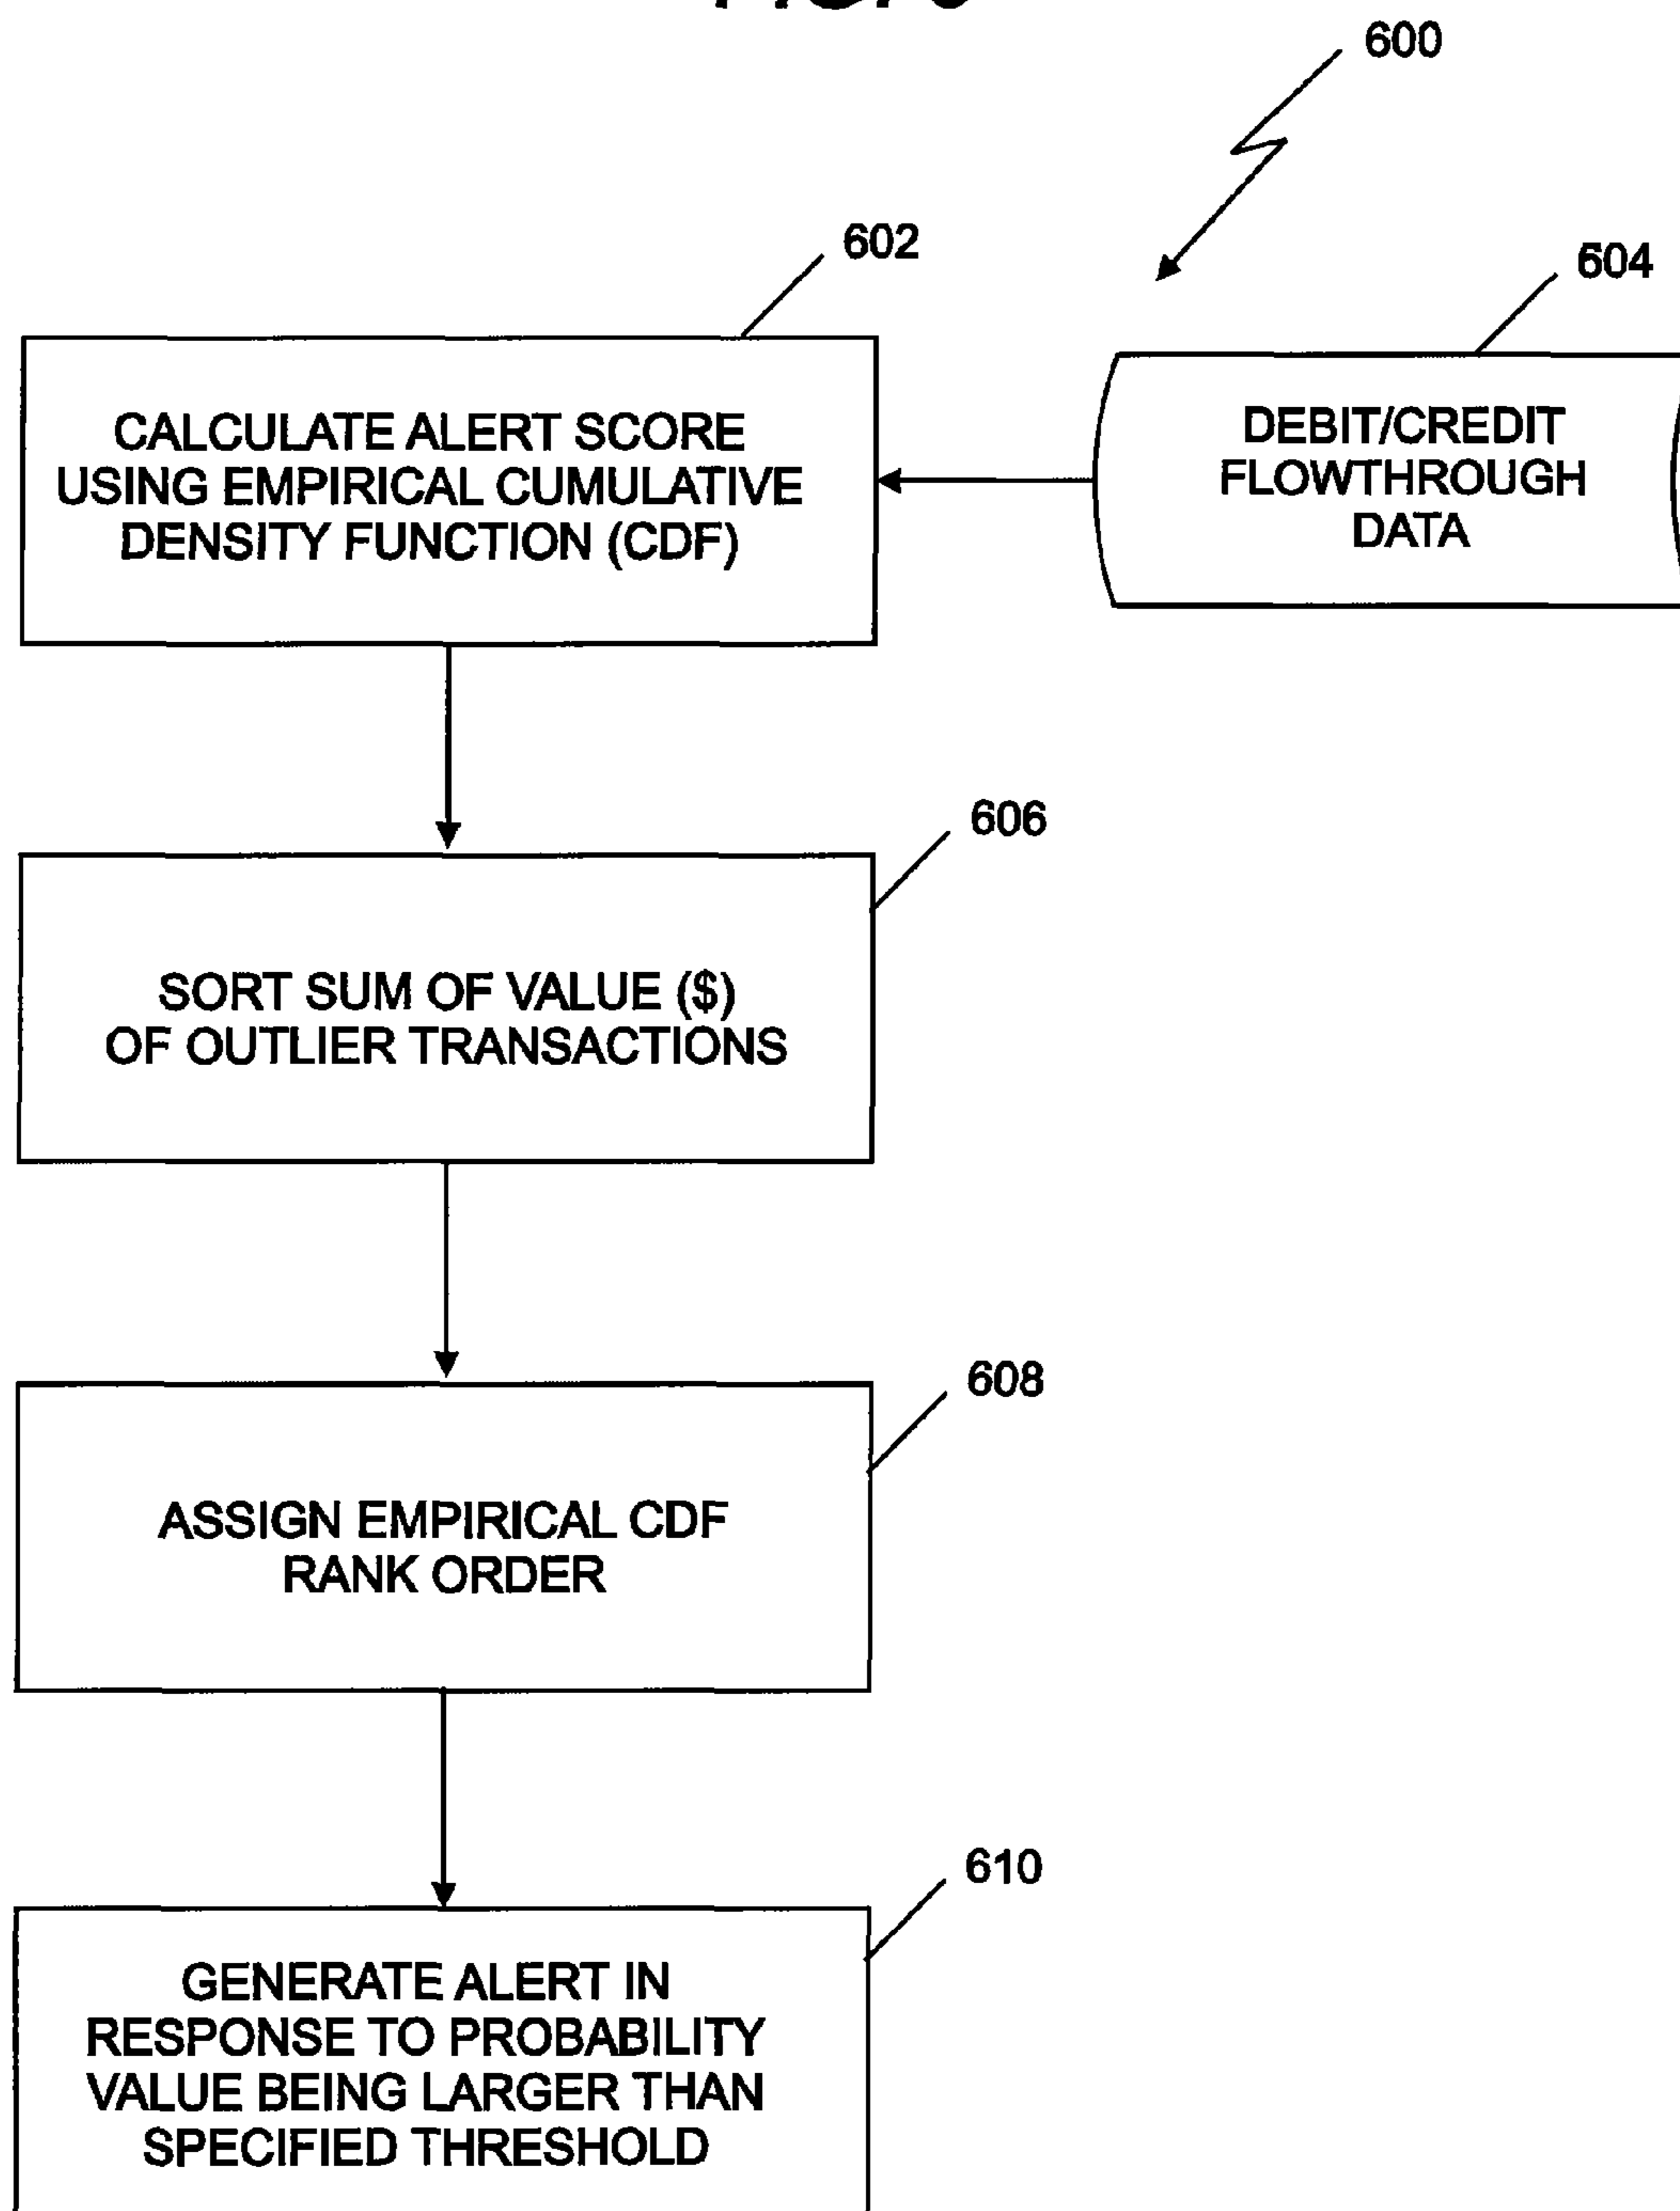 600
602
604
CALCULATE ALERT SCORE
USING EMPIRICAL CUMULATIVE
DENSITY FUNCTION (CDF)
DEBIT/CREDIT
FLOWTHROUGH
DATA
606
SORT SUM OF VALUE ($)
OF OUTLIER TRANSACTIONS
608
ASSIGN EMPIRICAL CDF
RANK ORDER
610
GENERATE ALERT IN
RESPONSE TO PROBABILITY
VALUE BEING LARGER THAN
SPECIFIED THRESHOLD